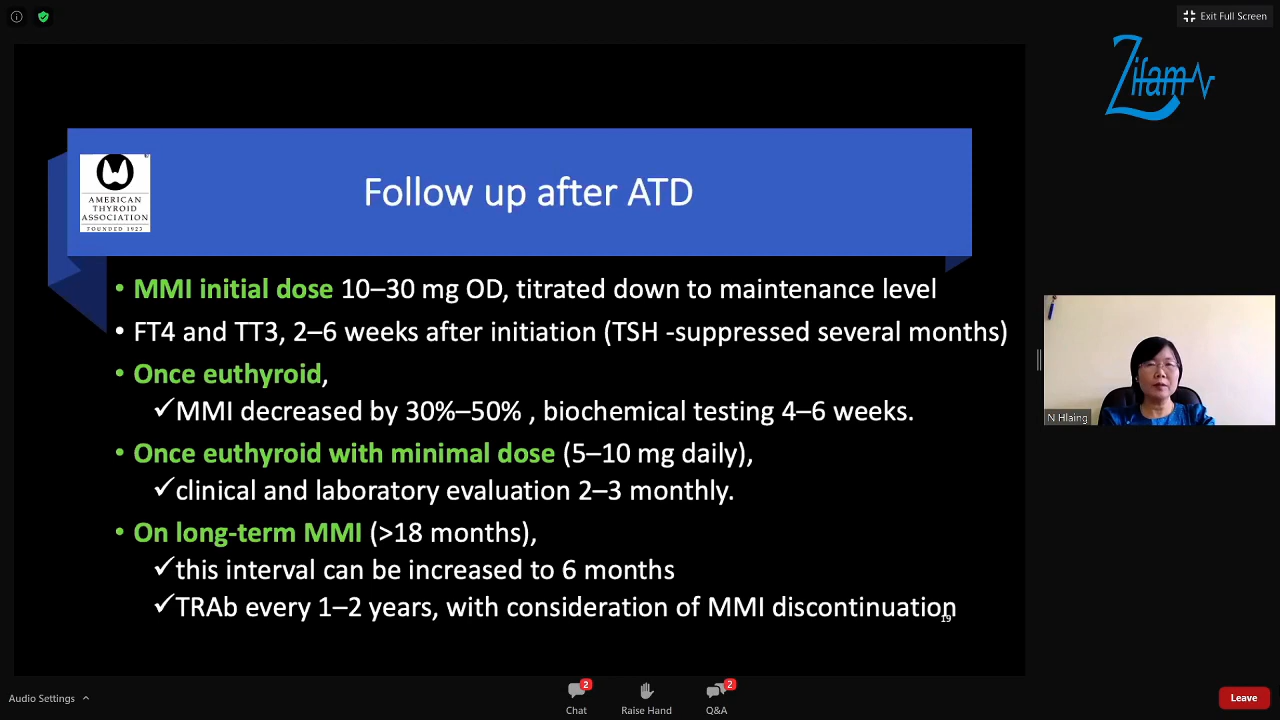 Exit Full Screen
Zifam
AMERICAN
THYROID
ASSOCIATION
FOUNDED 1923
Follow up after ATD
• MMI initial dose 10–30 mg OD, titrated down to maintenance level
• FT4 and TT3, 2–6 weeks after initiation (TSH -suppressed several months)
• Once euthyroid,
✓MMI decreased by 30%–50% , biochemical testing 4–6 weeks.
• Once euthyroid with minimal dose (5–10 mg daily),
✓clinical and laboratory evaluation 2–3 monthly.
• On long-term MMI (>18 months),
✓this interval can be increased to 6 months
✓TRAb every 1–2 years, with consideration of MMI discontinuation
19
N Hlaing
Audio Settings
2
Chat
Raise Hand
2
Q&A
Leave